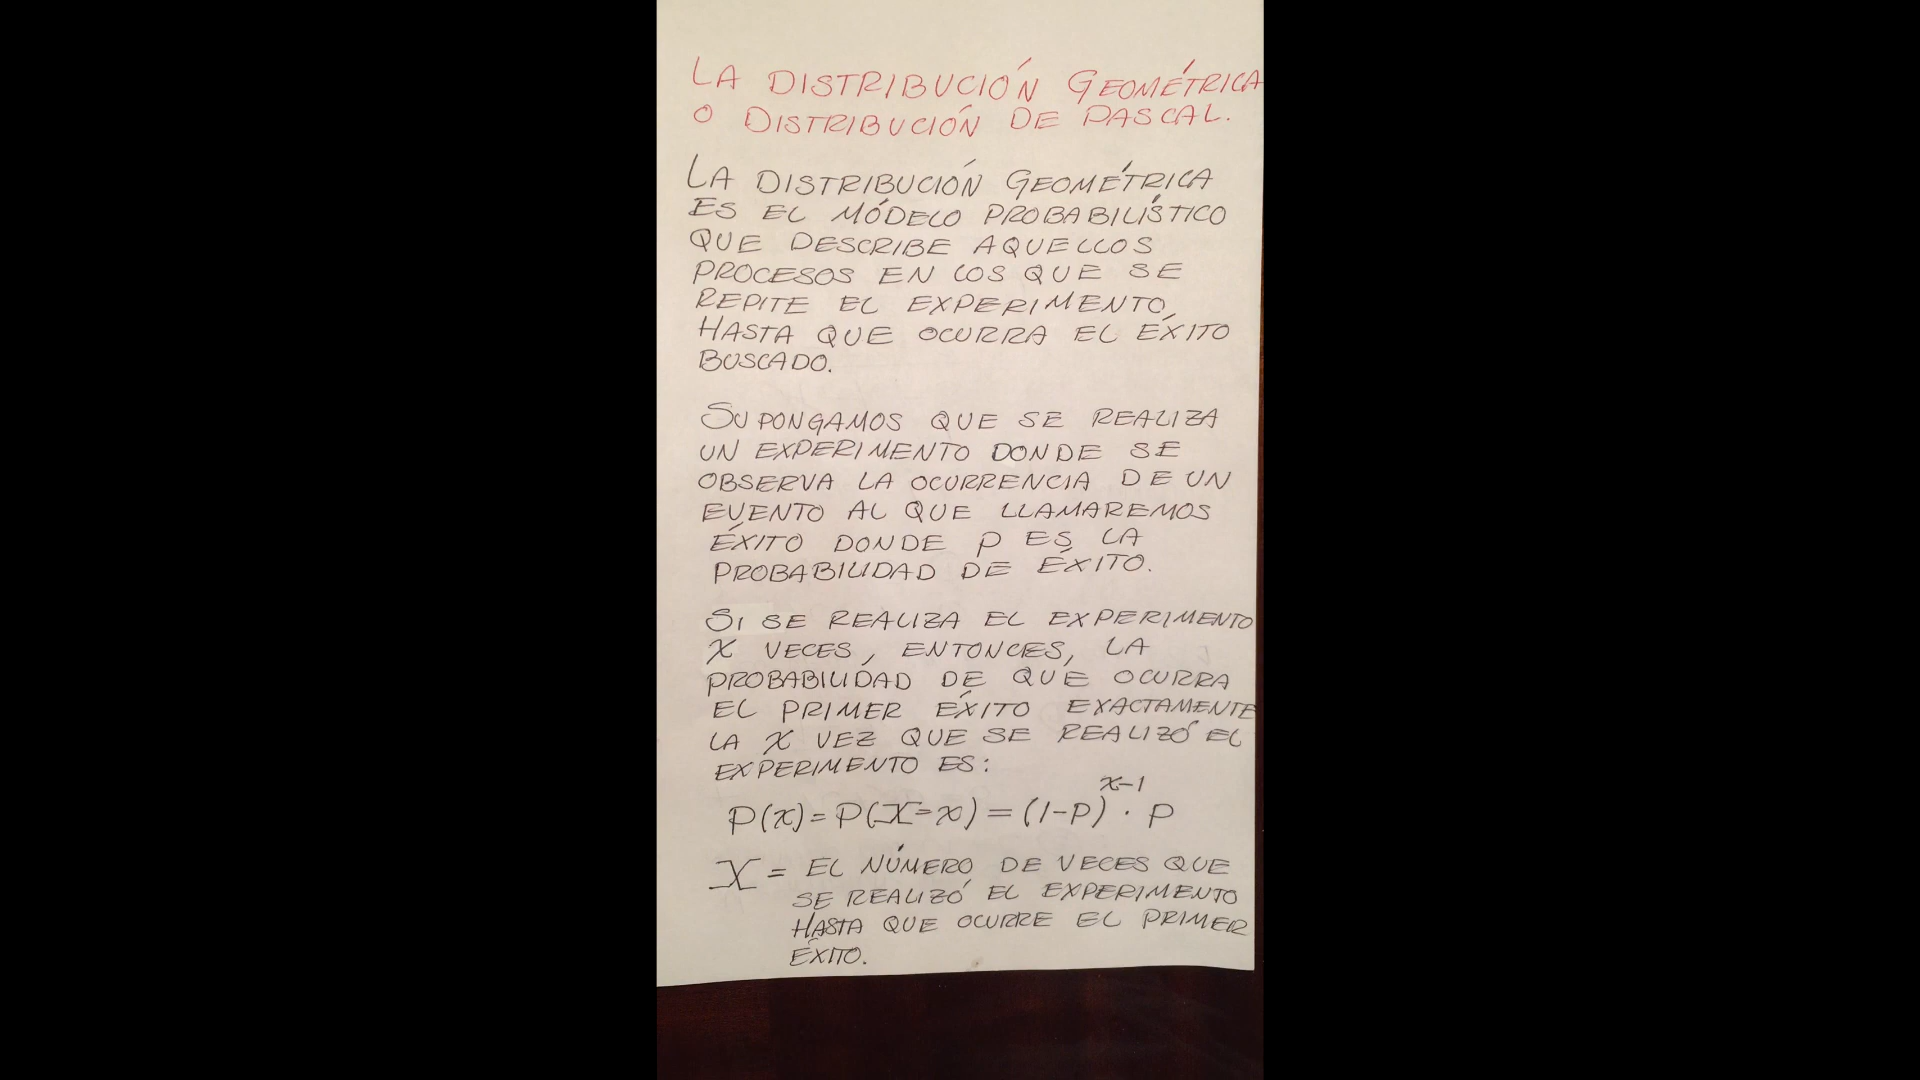 LA DISTRIBUCIÓN GEOMÉTRICA
O DISTRIBUCIÓN DE PASCAL.
LA DISTRIBUCIÓN GEOMÉTRICA
ES EL MÓDELO PROBABILÍSTICO
QUE DESCRIBE AQUELLOS
PROCESOS EN LOS QUE SE
REPITE EL EXPERIMENTO
HASTA QUE OCURRA EL ÉXITO
BUSCADO.
SUPONGAMOS QUE SE REALIZA
UN EXPERIMENTO DONDE SE
OBSERVA LA OCURRENCIA DE UN
EVENTO AL QUE LLAMAREMOS
ÉXITO DONDE P ES LA
PROBABILIDAD DE ÉXITO.
SI SE REALIZA EL EXPERIMENTO
x VECES, ENTONCES, LA
PROBABILIDAD DE QUE OCURRA
EL PRIMER ÉXITO EXACTAMENTE
LA x VEZ QUE SE REALIZÓ EL
EXPERIMENTO ES:
P(x) = P(X=x) = (1-P)^(x-1) · P
X = EL NÚMERO DE VECES QUE
SE REALIZÓ EL EXPERIMENTO
HASTA QUE OCURRE EL PRIMER
ÉXITO.